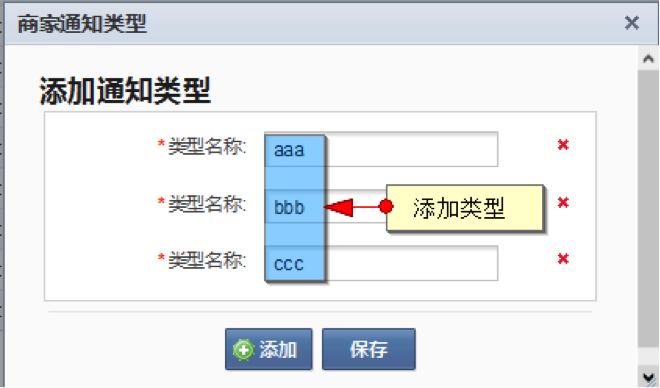 商家通知类型
添加通知类型
*类型名称: aaa
*类型名称: bbb
添加类型
*类型名称: ccc
添加 保存